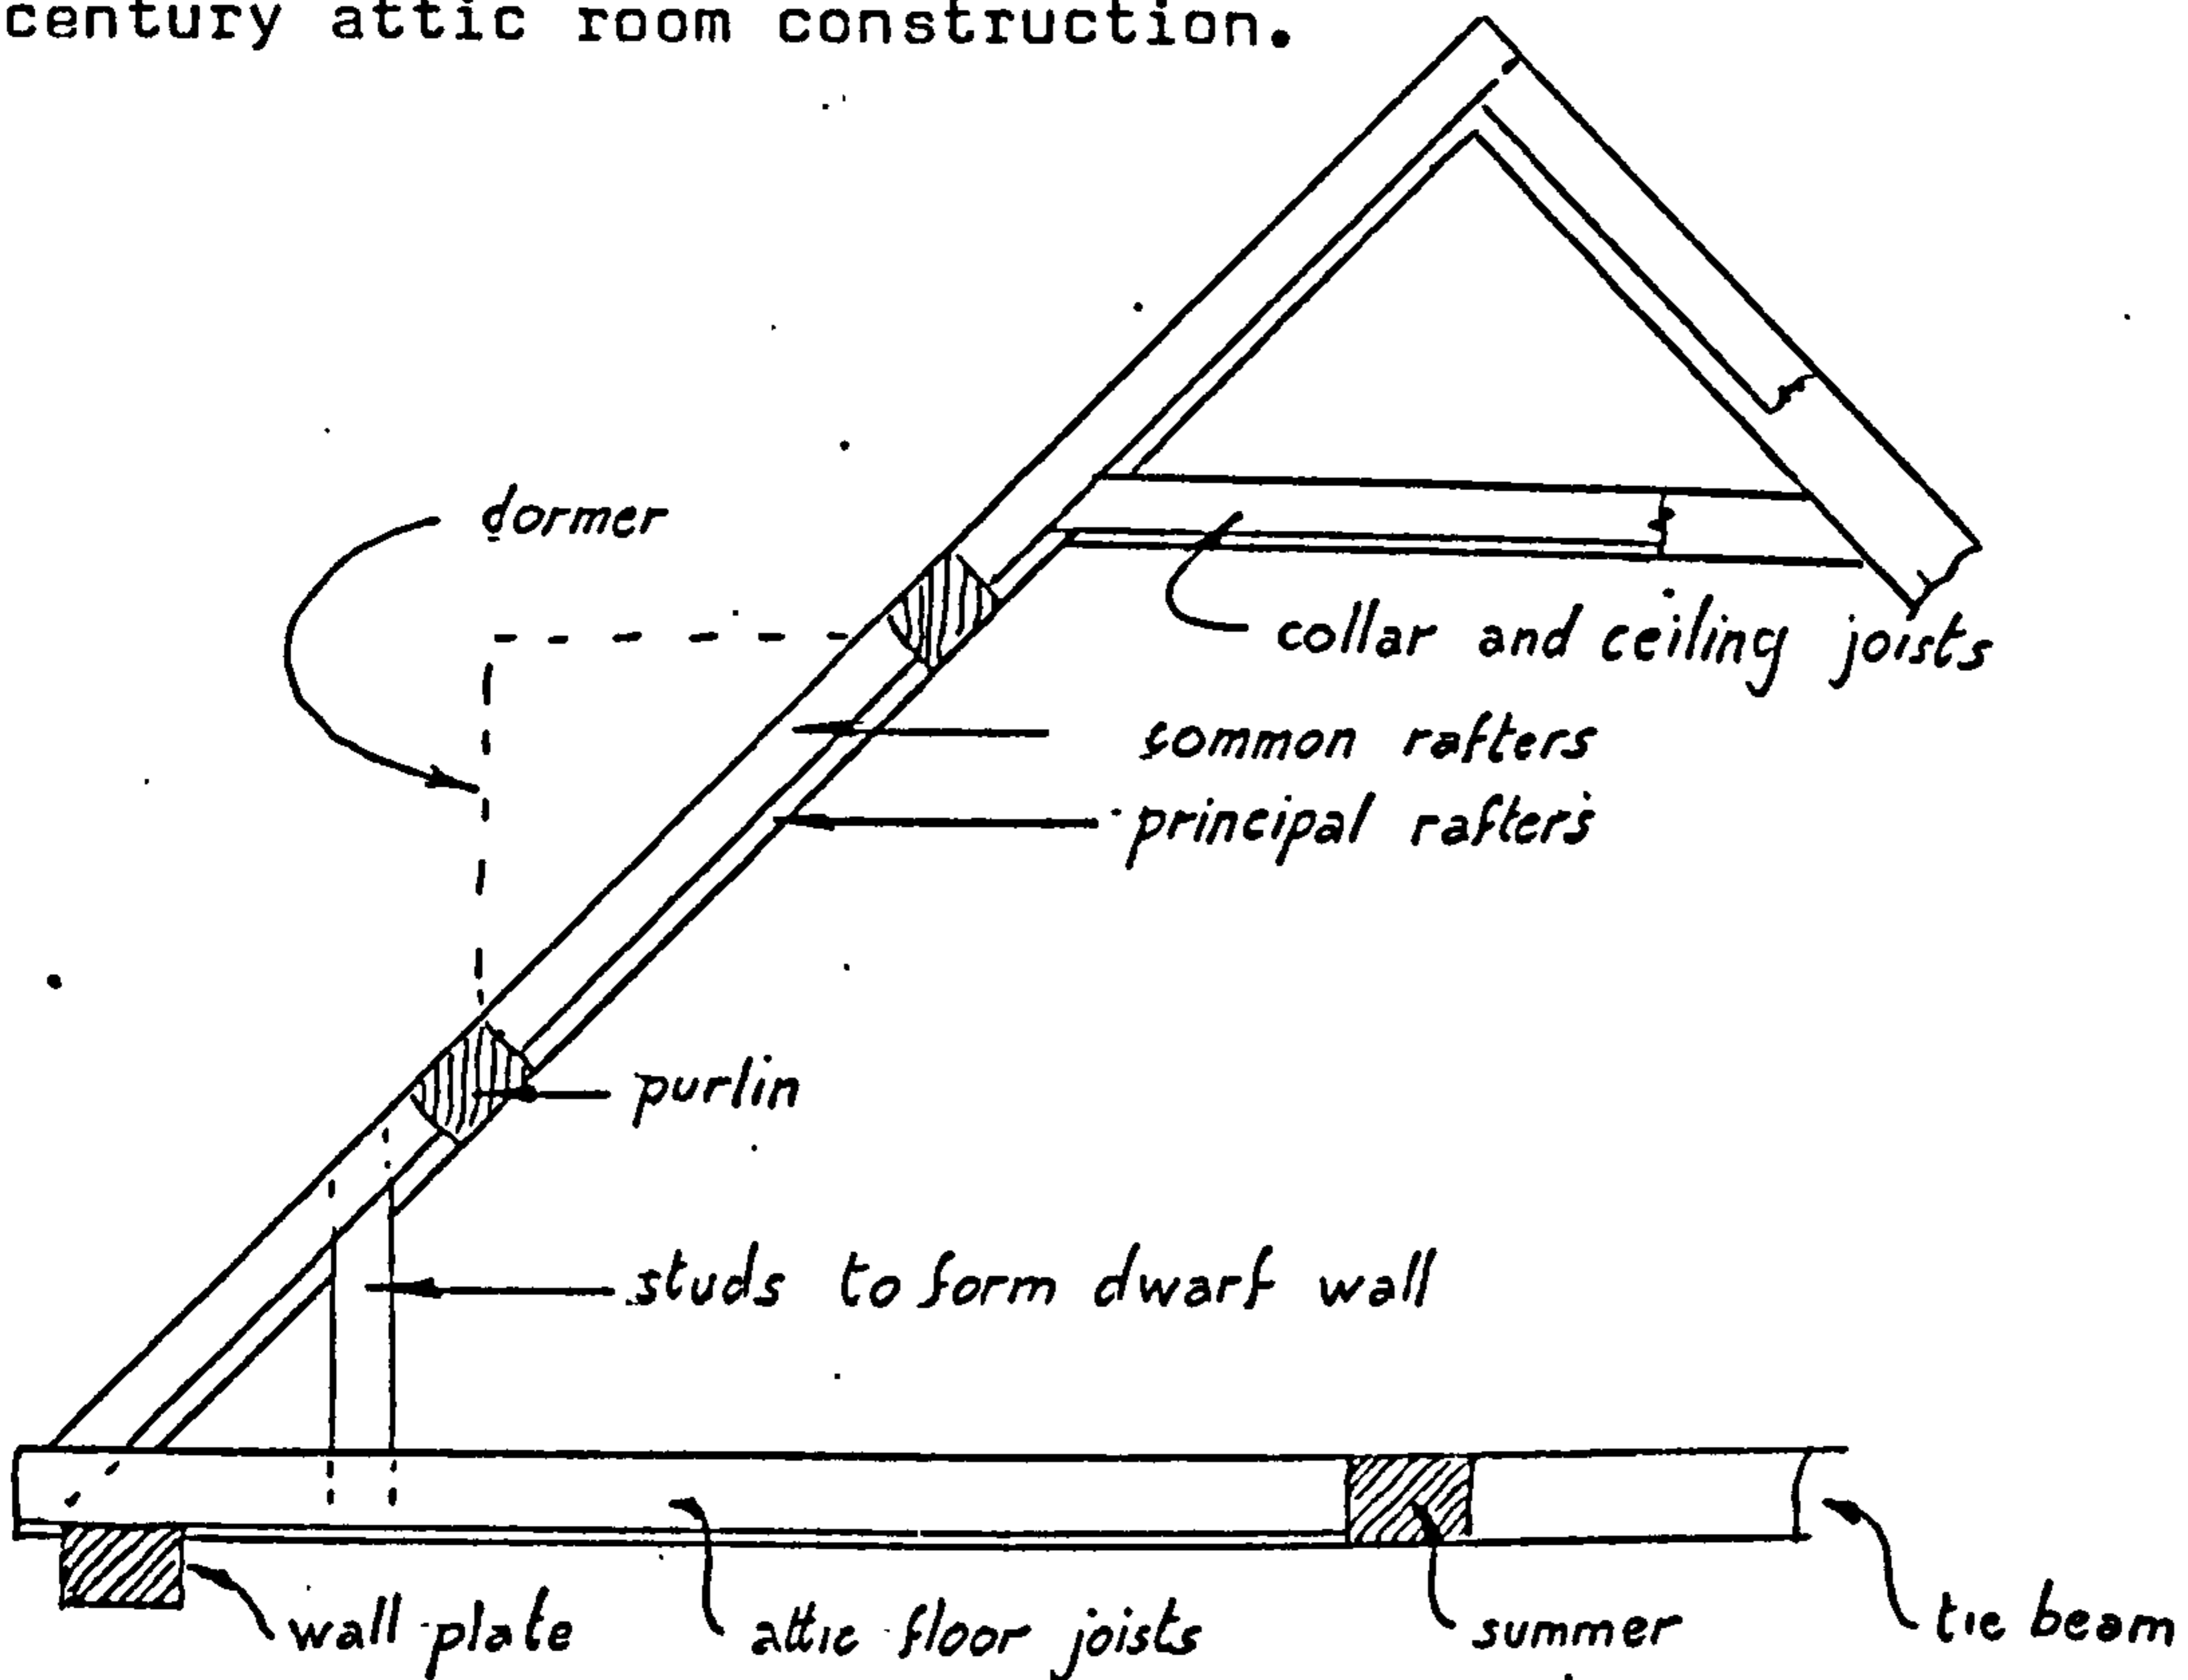 century attic room construction.
dormer
collar and ceiling joists
common rafters
principal rafters
purlin
studs to form dwarf wall
wall plate
attic floor joists
summer
tie beam